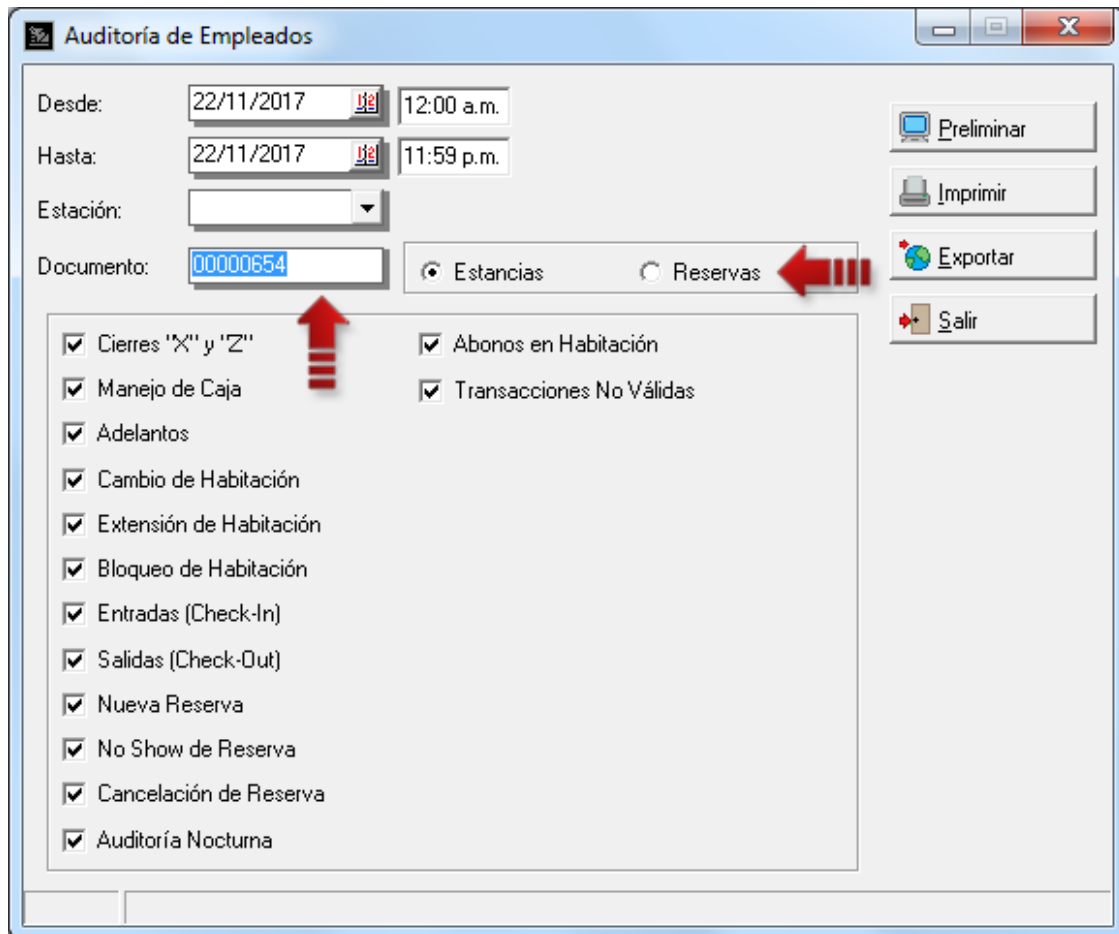 Auditoría de Empleados
Desde: 22/11/2017 12:00 a.m.
Hasta: 22/11/2017 11:59 p.m.
Estación:
Documento: 00000654
Estancias Reservas
Preliminar
Imprimir
Exportar
Salir
Cierres "X" y "Z"
Manejo de Caja
Adelantos
Cambio de Habitación
Extensión de Habitación
Bloqueo de Habitación
Entradas (Check-In)
Salidas (Check-Out)
Nueva Reserva
No Show de Reserva
Cancelación de Reserva
Auditoría Nocturna
Abonos en Habitación
Transacciones No Válidas